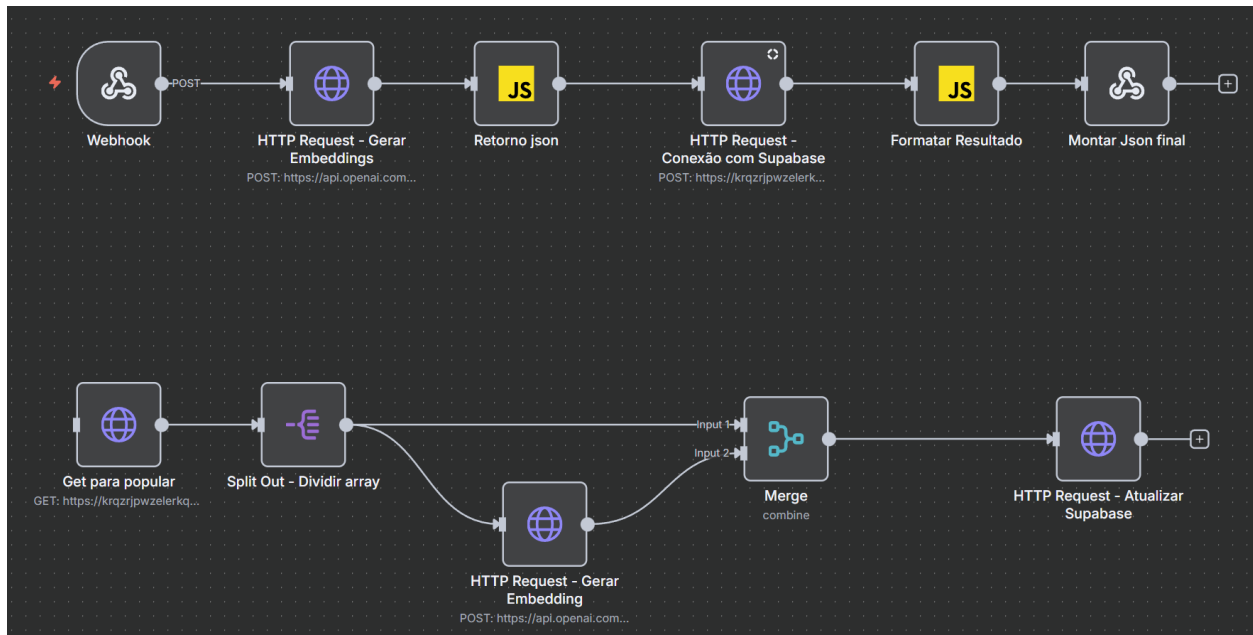 POST
JS
JS
Webhook
HTTP Request - Gerar
Embeddings
POST: https://api.openai.com...
Retorno json
HTTP Request -
Conexão com Supabase
POST: https://krqzrjpwzelerk...
Formatar Resultado
Montar Json final
Input 1
Input 2
Get para popular
GET: https://krqzrjpwzelerkq...
Split Out - Dividir array
Merge
combine
HTTP Request - Atualizar
Supabase
HTTP Request - Gerar
Embedding
POST: https://api.openai.com...